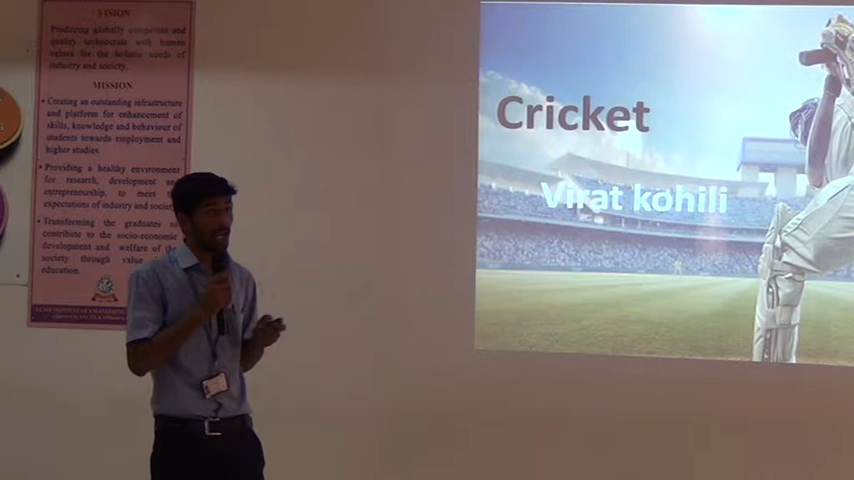 VISION
Producing globally competent and
quality technocrats with human
values for the holistic needs of
industry and society.
MISSION
Creating an outstanding infrastructure
and platform for enhancement of
skills, knowledge and behaviour of
students towards employment and
higher studies.
Providing a healthy environment
for research, development and
entrepreneurship, to meet
expectations of industry and society
Transforming the graduates to
contribute to the socio-economic
development and welfare of the
society through value
education.
Cricket
Virat kohili